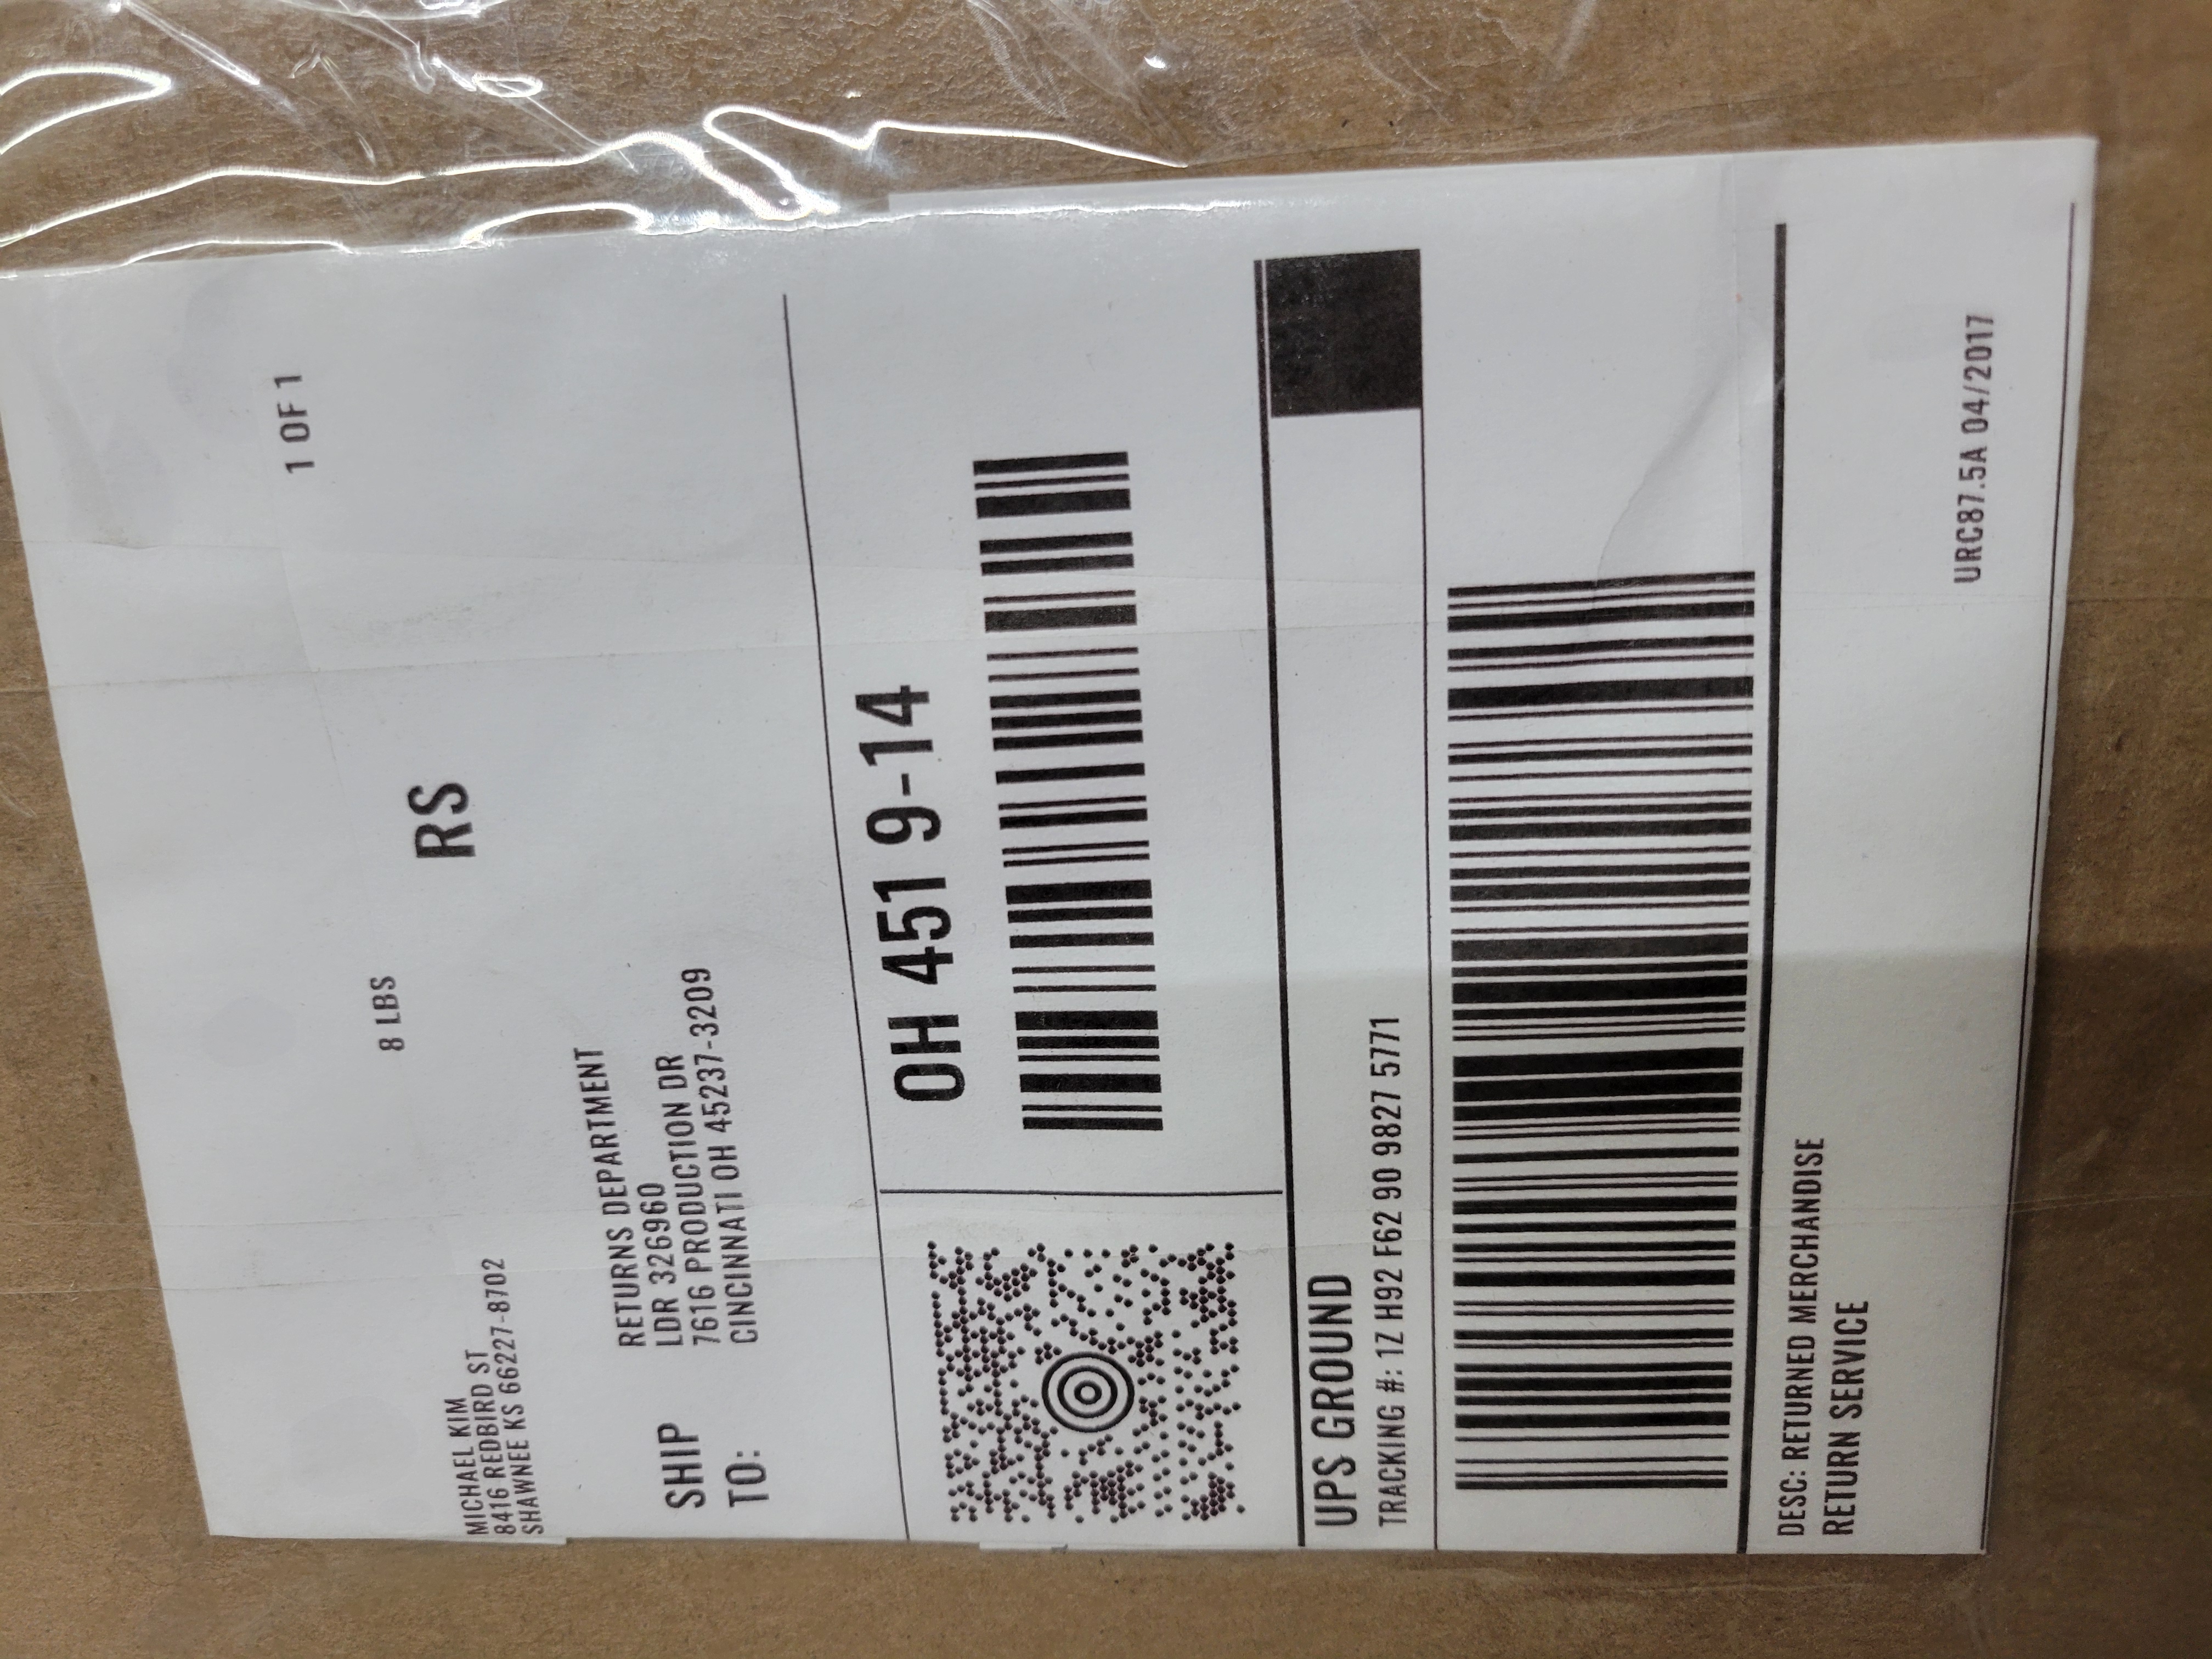 1 OF 1
8 LBS
RS
MICHAEL KIM
8416 REDBIRD ST
SHAWNEE KS 66227-8702
SHIP
TO:
RETURNS DEPARTMENT
LDR 326960
7616 PRODUCTION DR
CINCINNATI OH 45237-3209
OH 451 9-14
UPS GROUND
TRACKING #: 1Z H92 F62 90 9827 5771
DESC: RETURNED MERCHANDISE
RETURN SERVICE
URC87.5A 04/2017